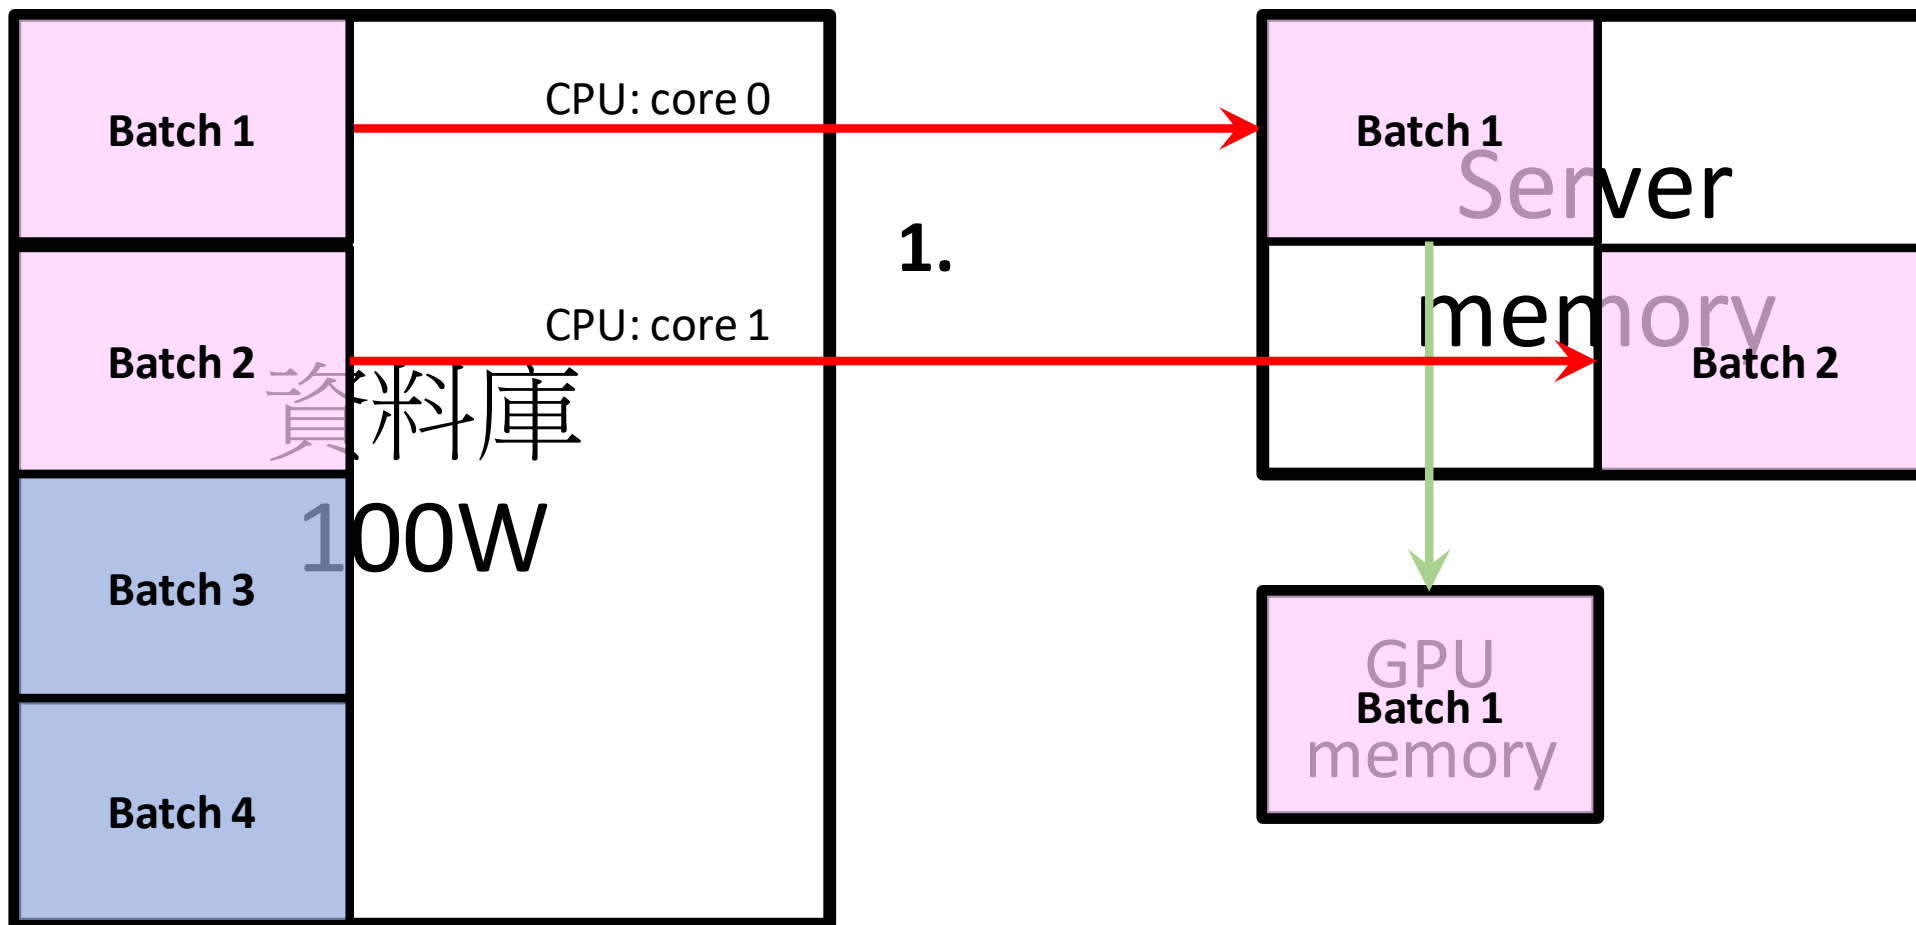 Batch 1
CPU: core 0
Batch 1
Server
memory
1.
Batch 2
CPU: core 1
Batch 2
資料庫
100W
Batch 3
GPU
Batch 1
memory
Batch 4